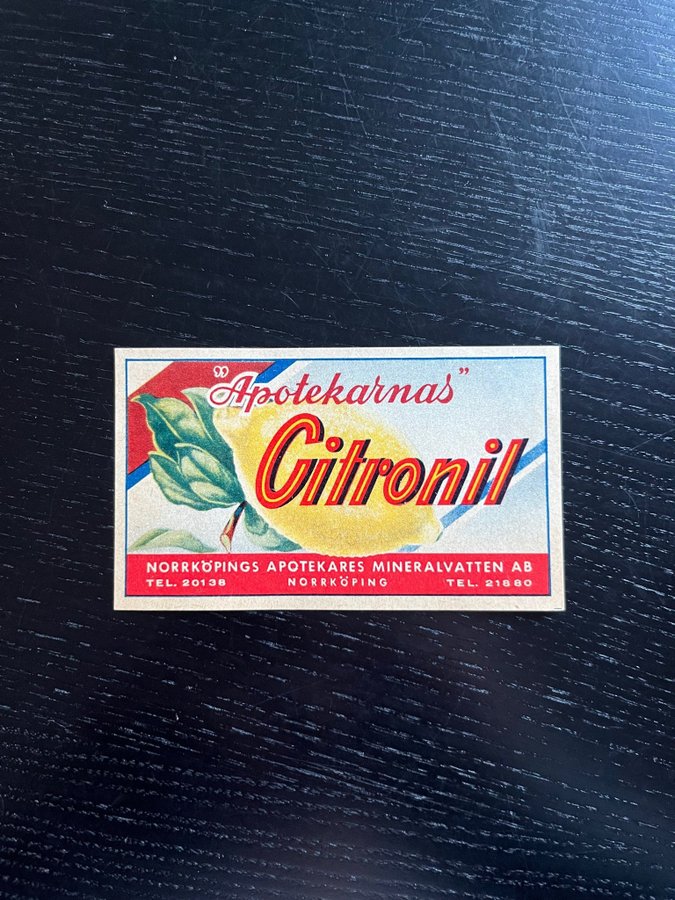 "Apotekarnas"
Citronil
NORRKÖPINGS APOTEKARES MINERALVATTEN AB
TEL. 20138 NORRKÖPING TEL. 21880